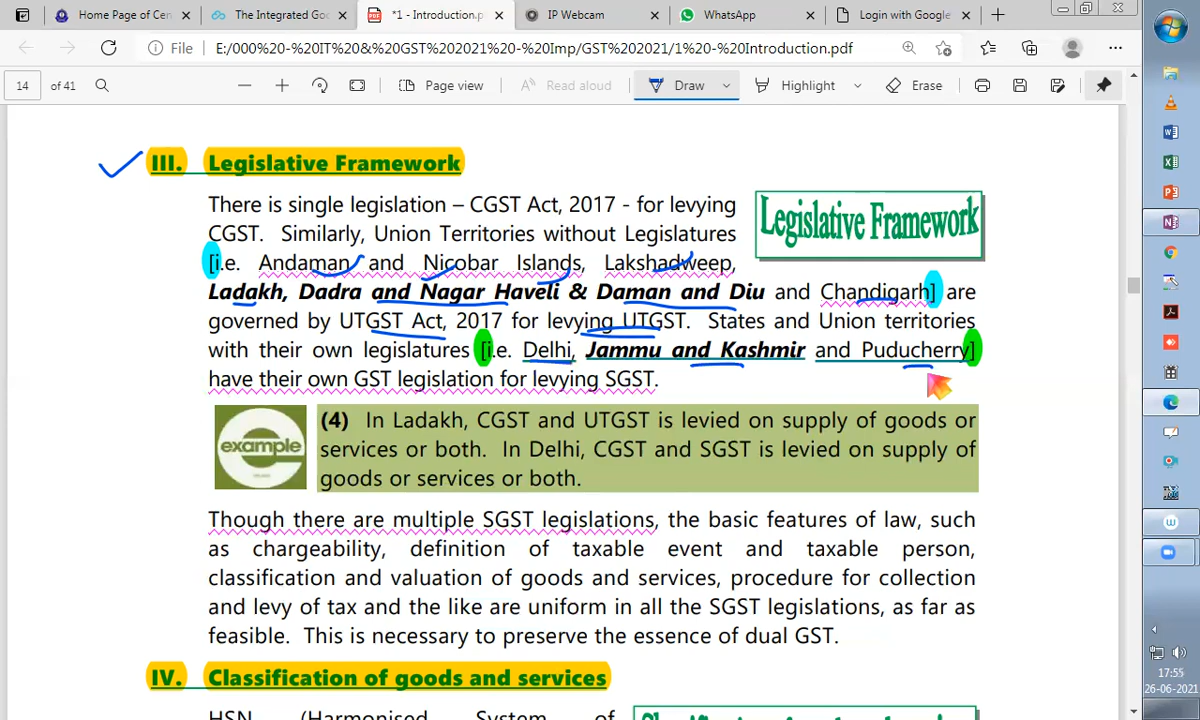 Home Page of Cen
The Integrated Goo
*1 - Introduction.p
IP Webcam
WhatsApp
Login with Google
File
E:/000%20-%20IT%20&%20GST%202021%20-%20Imp/GST%202021/1%20-%20Introduction.pdf
14 of 41
Page view
Read aloud
Draw
Highlight
Erase
III. Legislative Framework
There is single legislation – CGST Act, 2017 - for levying
Legislative Framework
CGST. Similarly, Union Territories without Legislatures
[i.e. Andaman and Nicobar Islands, Lakshadweep,
Ladakh, Dadra and Nagar Haveli & Daman and Diu and Chandigarh] are
governed by UTGST Act, 2017 for levying UTGST. States and Union territories
with their own legislatures [i.e. Delhi, Jammu and Kashmir and Puducherry]
have their own GST legislation for levying SGST.
example
(4) In Ladakh, CGST and UTGST is levied on supply of goods or
services or both. In Delhi, CGST and SGST is levied on supply of
goods or services or both.
Though there are multiple SGST legislations, the basic features of law, such
as chargeability, definition of taxable event and taxable person,
classification and valuation of goods and services, procedure for collection
and levy of tax and the like are uniform in all the SGST legislations, as far as
feasible. This is necessary to preserve the essence of dual GST.
IV. Classification of goods and services
HSN (Harmonised System of
17:55
26-06-2021